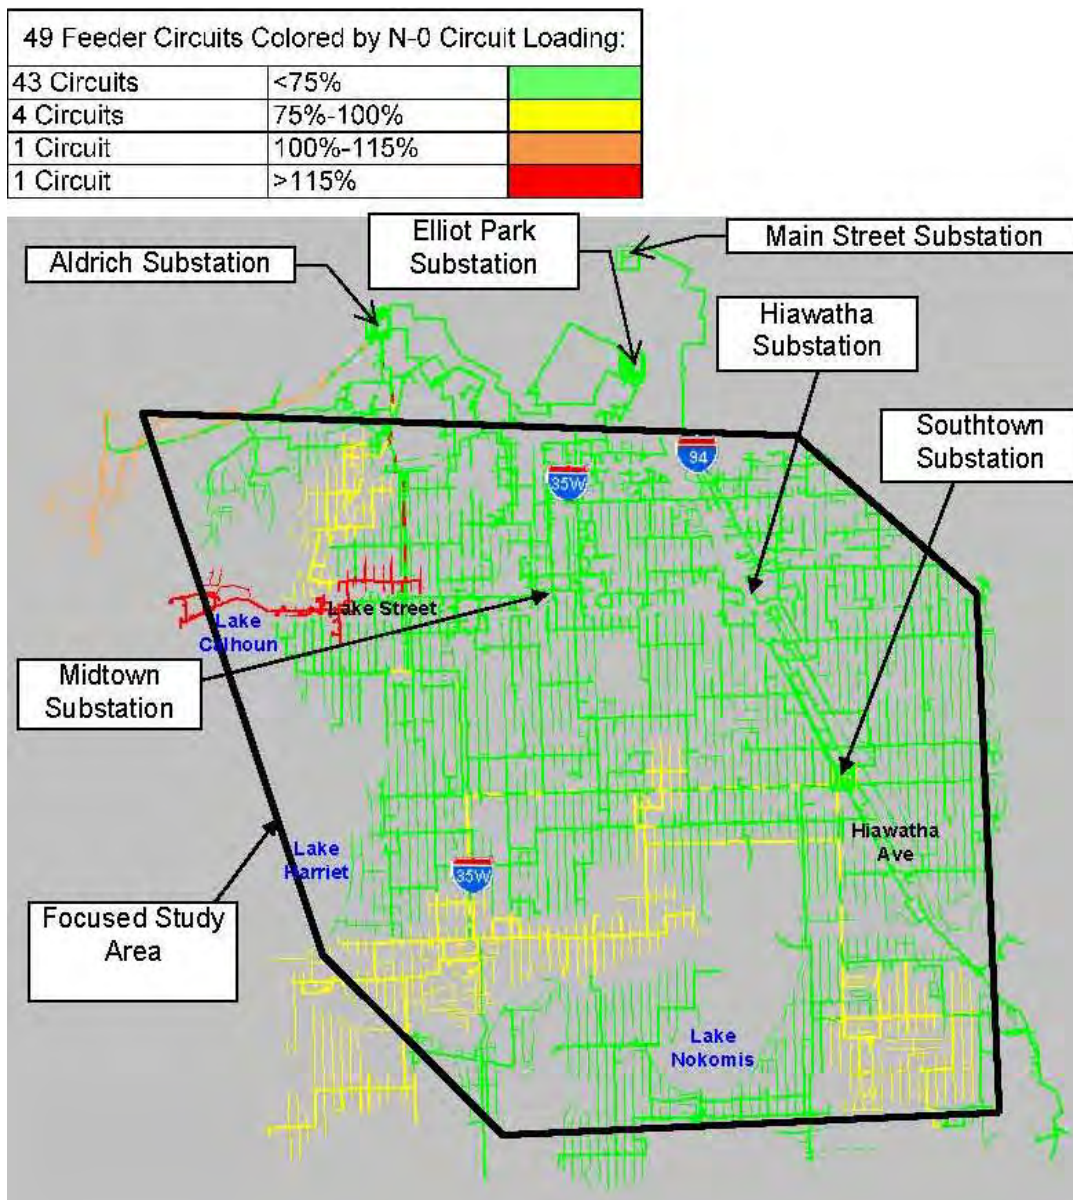 49 Feeder Circuits Colored by N-0 Circuit Loading:
43 Circuits <75%
4 Circuits 75%-100%
1 Circuit 100%-115%
1 Circuit >115%
Elliot Park
Substation
Main Street Substation
Aldrich Substation
Hiawatha
Substation
Southtown
Substation
94
35W
Lake Street
Lake
Calhoun
Midtown
Substation
Hiawatha
Ave
Lake
Harriet
35W
Focused Study
Area
Lake
Nokomis